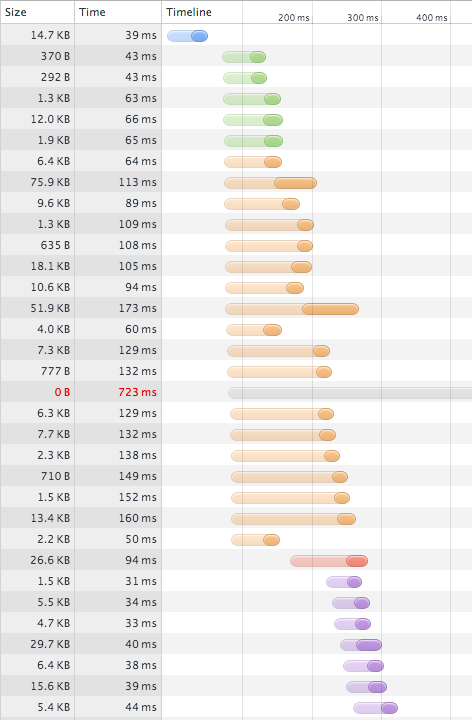 Size Time Timeline
200 ms 300 ms 400 ms
14.7 KB 39 ms
370 B 43 ms
292 B 43 ms
1.3 KB 63 ms
12.0 KB 66 ms
1.9 KB 65 ms
6.4 KB 64 ms
75.9 KB 113 ms
9.6 KB 89 ms
1.3 KB 109 ms
635 B 108 ms
18.1 KB 105 ms
10.6 KB 94 ms
51.9 KB 173 ms
4.0 KB 60 ms
7.3 KB 129 ms
777 B 132 ms
0 B 723 ms
6.3 KB 129 ms
7.7 KB 132 ms
2.3 KB 138 ms
710 B 149 ms
1.5 KB 152 ms
13.4 KB 160 ms
2.2 KB 50 ms
26.6 KB 94 ms
1.5 KB 31 ms
5.5 KB 34 ms
4.7 KB 33 ms
29.7 KB 40 ms
6.4 KB 38 ms
15.6 KB 39 ms
5.4 KB 44 ms